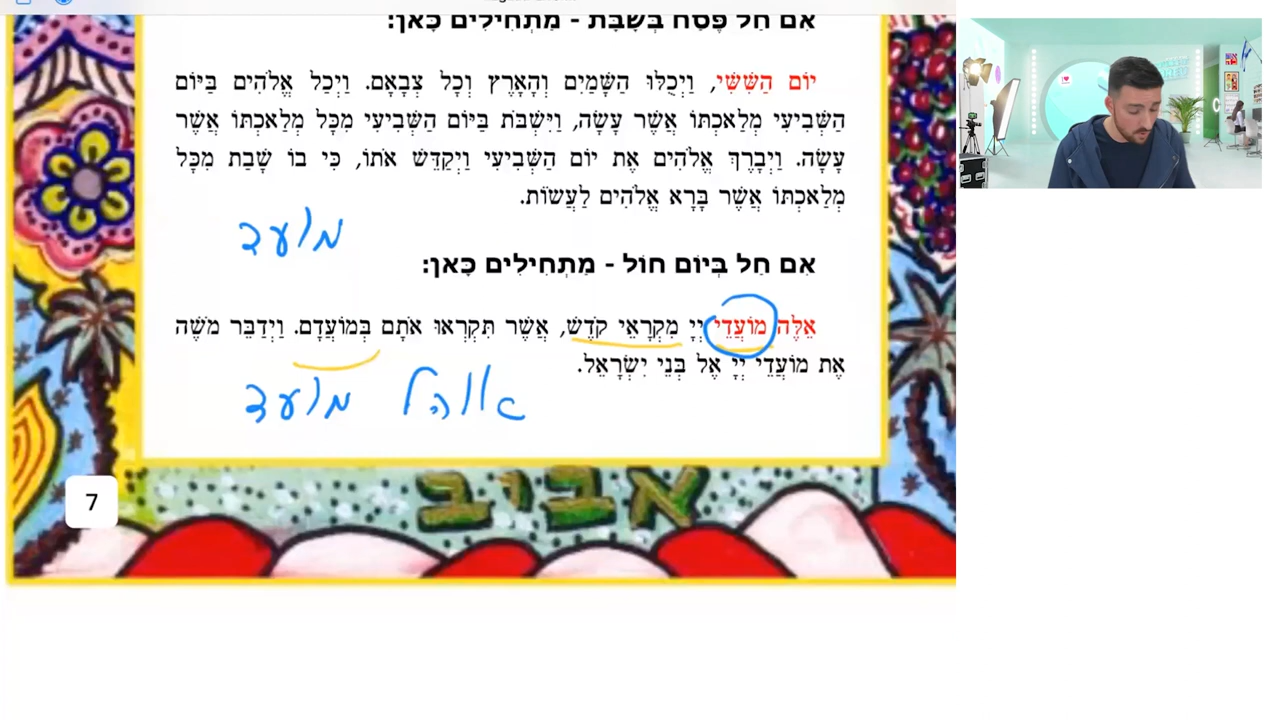 אִם חַל פֶּסַח בְּשַׁבָּת - מַתְחִילִים כָּאן:
יוֹם הַשִּׁשִּׁי, וַיְכֻלּוּ הַשָּׁמַיִם וְהָאָרֶץ וְכָל צְבָאָם. וַיְכַל אֱלֹהִים בַּיּוֹם
הַשְּׁבִיעִי מְלַאכְתּוֹ אֲשֶׁר עָשָׂה, וַיִּשְׁבֹּת בַּיּוֹם הַשְּׁבִיעִי מִכָּל מְלַאכְתּוֹ אֲשֶׁר
עָשָׂה. וַיְבָרֶךְ אֱלֹהִים אֶת יוֹם הַשְּׁבִיעִי וַיְקַדֵּשׁ אֹתוֹ, כִּי בוֹ שָׁבַת מִכָּל
מְלַאכְתּוֹ אֲשֶׁר בָּרָא אֱלֹהִים לַעֲשׂוֹת.
מועד
אִם חַל בְּיוֹם חוֹל - מַתְחִילִים כָּאן:
אֵלֶּה מוֹעֲדֵי יְיָ מִקְרָאֵי קֹדֶשׁ, אֲשֶׁר תִּקְרְאוּ אֹתָם בְּמוֹעֲדָם. וַיְדַבֵּר מֹשֶׁה
אֶת מוֹעֲדֵי יְיָ אֶל בְּנֵי יִשְׂרָאֵל.
אוהל מועד
אביב
7